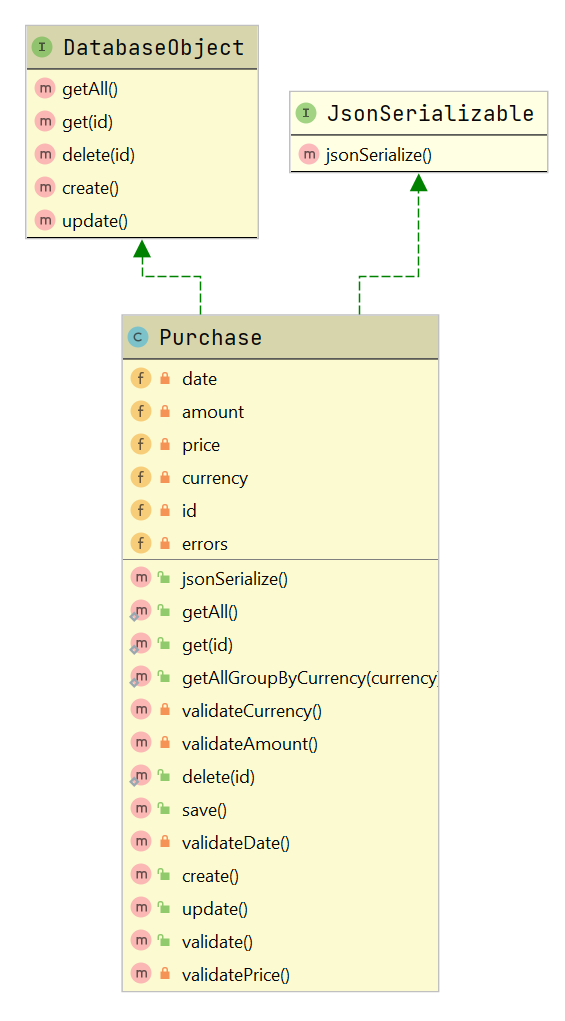 I DatabaseObject
m getAll()
m get(id)
m delete(id)
m create()
m update()
I JsonSerializable
m jsonSerialize()
C Purchase
f date
f amount
f price
f currency
f id
f errors
m jsonSerialize()
m getAll()
m get(id)
m getAllGroupByCurrency(currency)
m validateCurrency()
m validateAmount()
m delete(id)
m save()
m validateDate()
m create()
m update()
m validate()
m validatePrice()